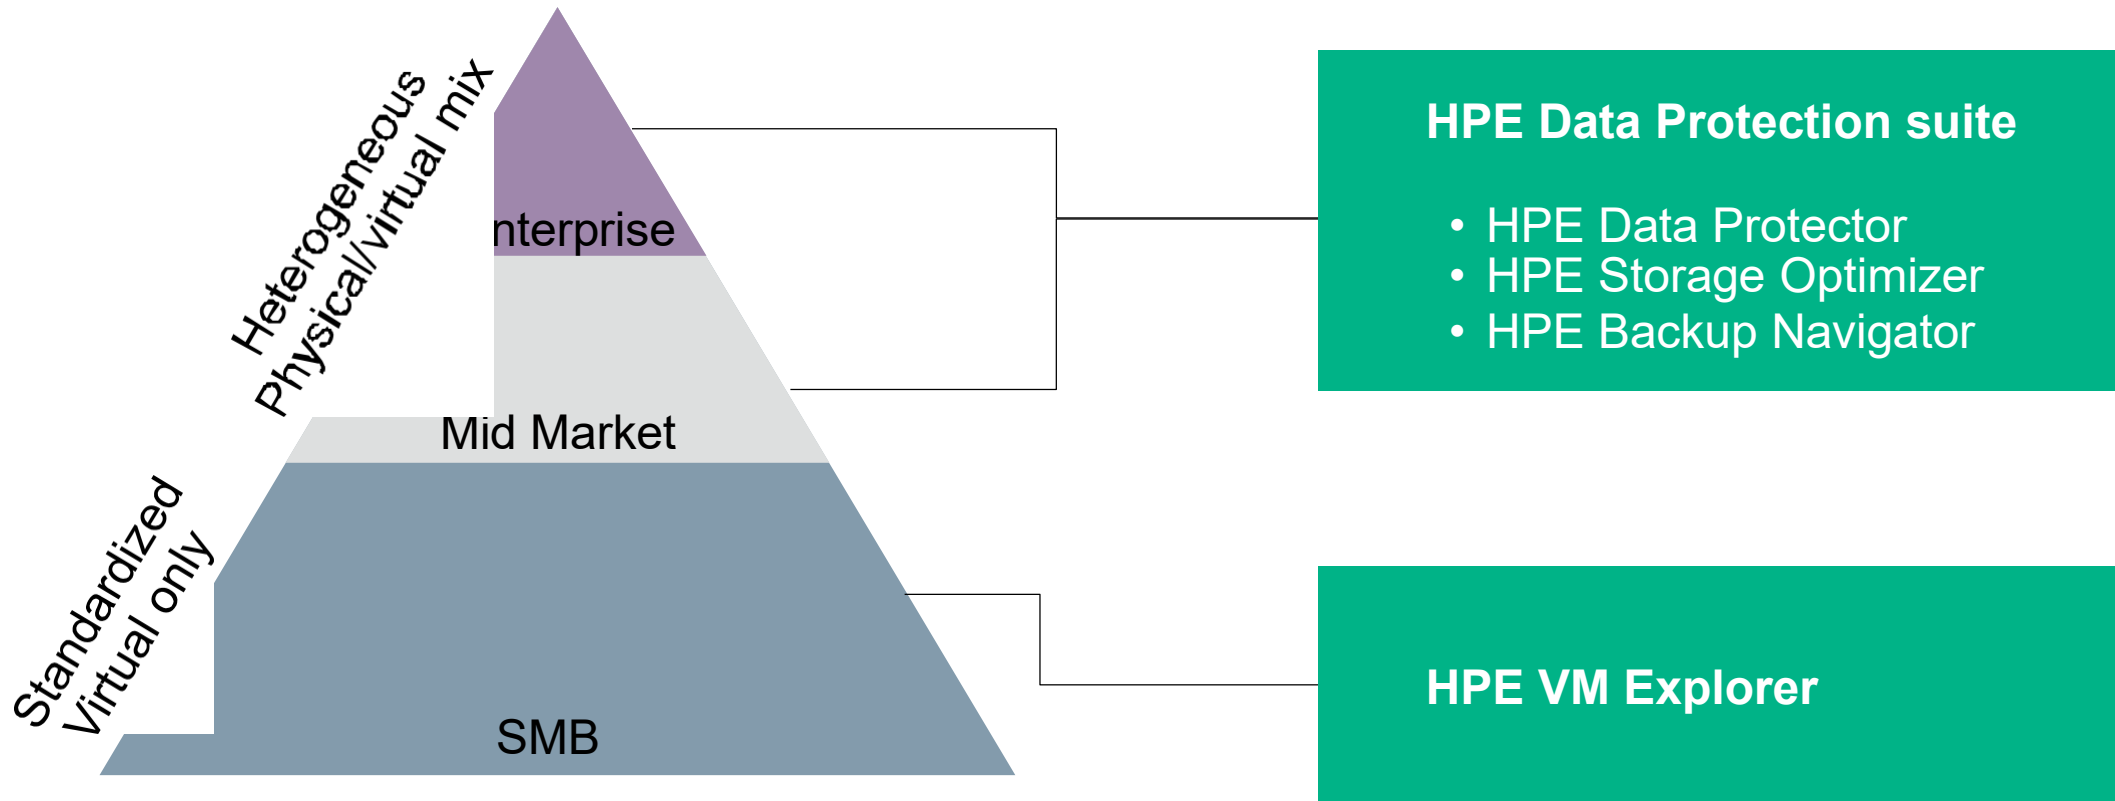 Heterogeneous
Physical/virtual mix
nterprise
Mid Market
Standardized
Virtual only
SMB
HPE Data Protection suite
• HPE Data Protector
• HPE Storage Optimizer
• HPE Backup Navigator
HPE VM Explorer